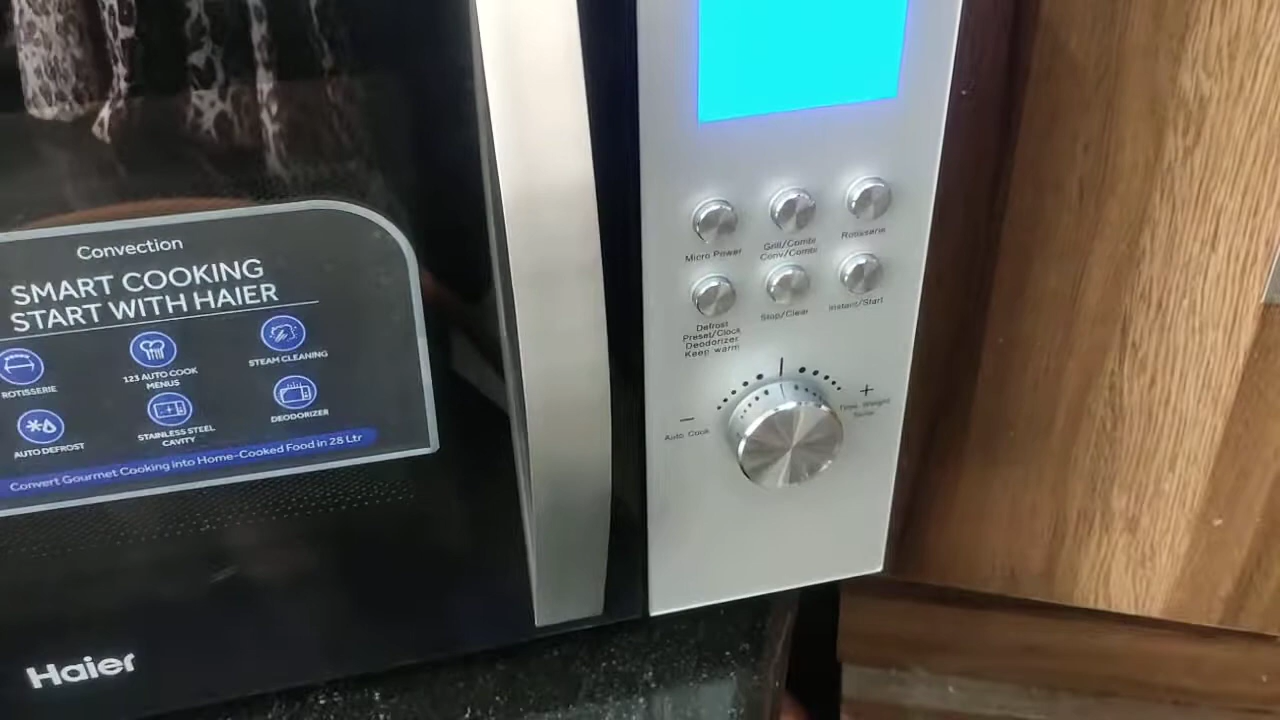 Convection
SMART COOKING
START WITH HAIER
ROTISSERIE
123 AUTO COOK
MENUS
STEAM CLEANING
AUTO DEFROST
STAINLESS STEEL
CAVITY
DEODORIZER
Convert Gourmet Cooking into Home-Cooked Food in 28 Ltr
Haier
Micro Power
Grill/Combi
Conv/Combi
Rotisserie
Defrost
Preset/Clock
Deodorizer
Keep warm
Stop/Clear
Instant/Start
−
Auto Cook
+
Time Weight